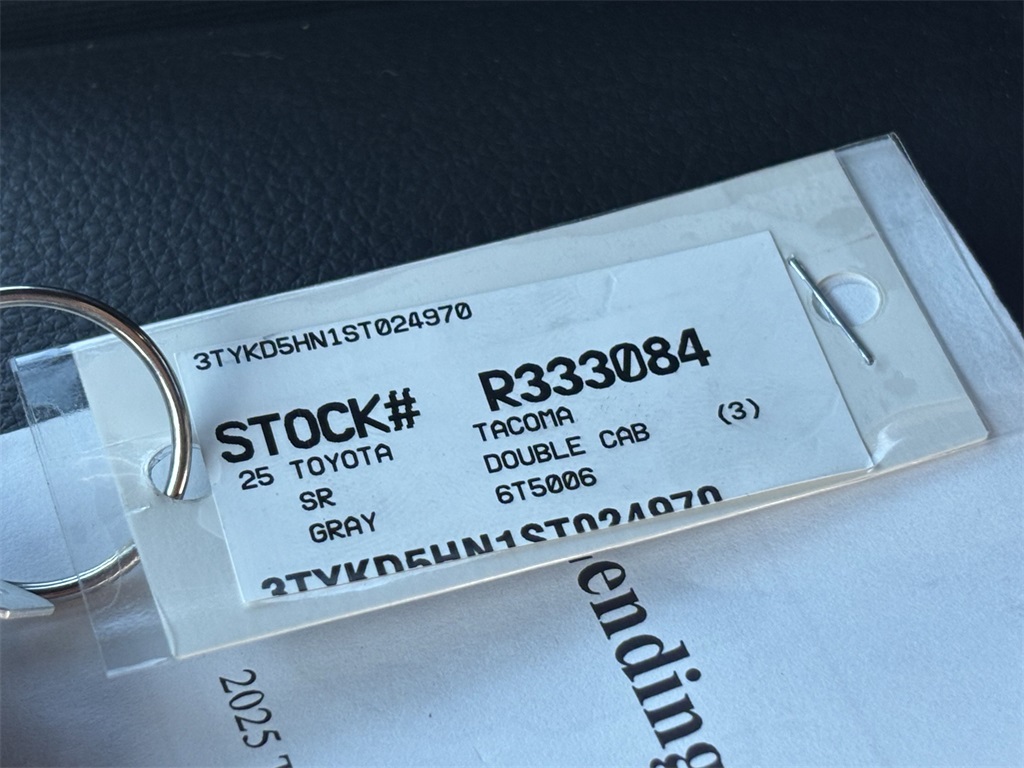 3TYKD5HN1ST024970
STOCK# R333084
25 TOYOTA TACOMA (3)
SR DOUBLE CAB
GRAY 6T5006
3TYKD5HN1ST024970
ending
2025 T